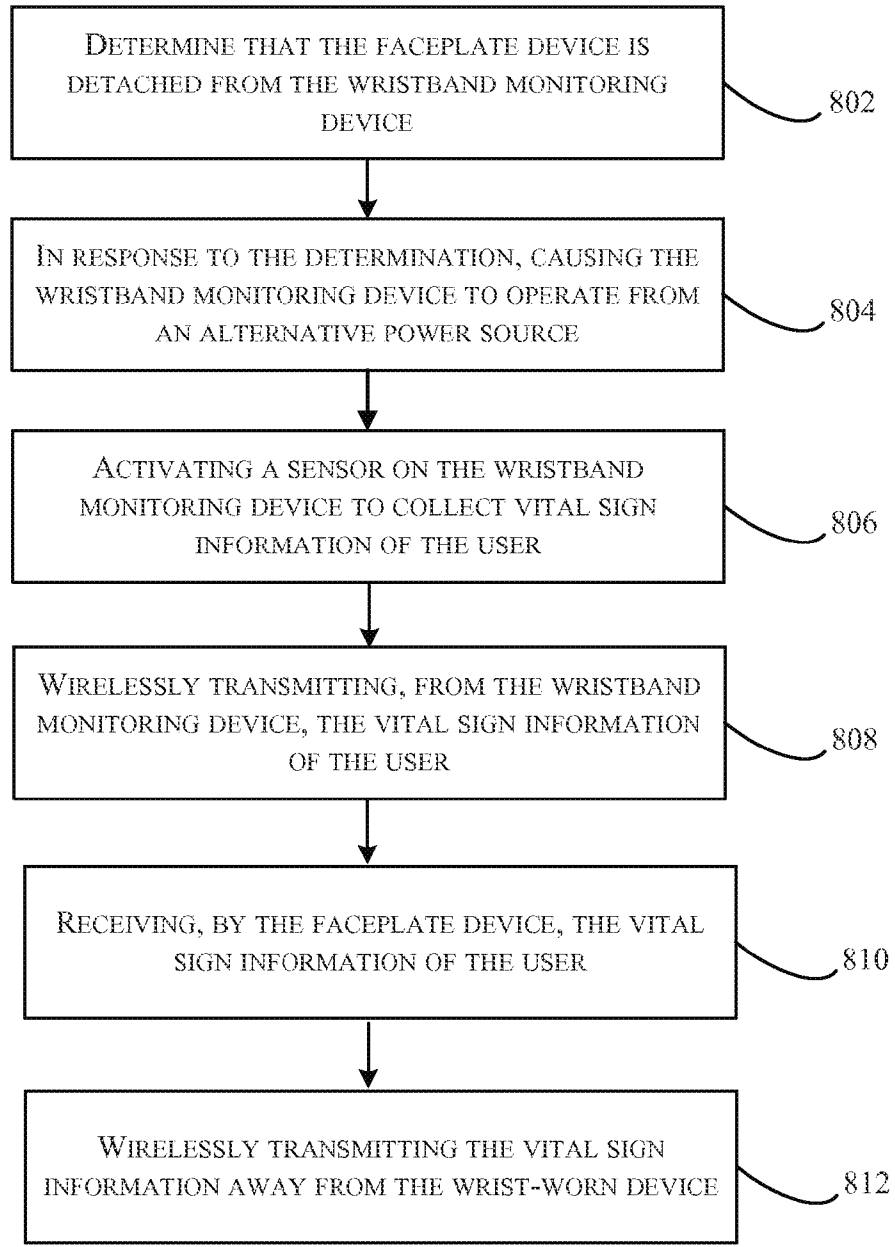 DETERMINE THAT THE FACEPLATE DEVICE IS
DETACHED FROM THE WRISTBAND MONITORING
DEVICE
802
IN RESPONSE TO THE DETERMINATION, CAUSING THE
WRISTBAND MONITORING DEVICE TO OPERATE FROM
AN ALTERNATIVE POWER SOURCE
804
ACTIVATING A SENSOR ON THE WRISTBAND
MONITORING DEVICE TO COLLECT VITAL SIGN
INFORMATION OF THE USER
806
WIRELESSLY TRANSMITTING, FROM THE WRISTBAND
MONITORING DEVICE, THE VITAL SIGN INFORMATION
OF THE USER
808
RECEIVING, BY THE FACEPLATE DEVICE, THE VITAL
SIGN INFORMATION OF THE USER
810
WIRELESSLY TRANSMITTING THE VITAL SIGN
INFORMATION AWAY FROM THE WRIST-WORN DEVICE
812